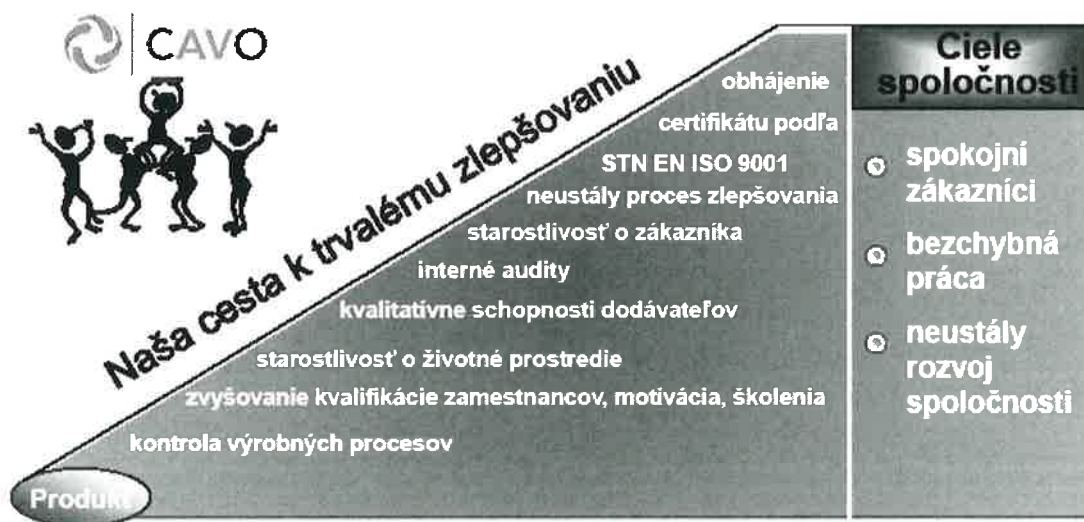 CAVO
Naša cesta k trvalému zlepšovaniu
obhájenie
certifikátu podľa
STN EN ISO 9001
neustály proces zlepšovania
starostlivosť o zákazníka
interné audity
kvalitatívne schopnosti dodávateľov
starostlivosť o životné prostredie
zvyšovanie kvalifikácie zamestnancov, motivácia, školenia
kontrola výrobných procesov
Produkt
Ciele
spoločnosti
spokojní
zákazníci
bezchybná
práca
neustály
rozvoj
spoločnosti